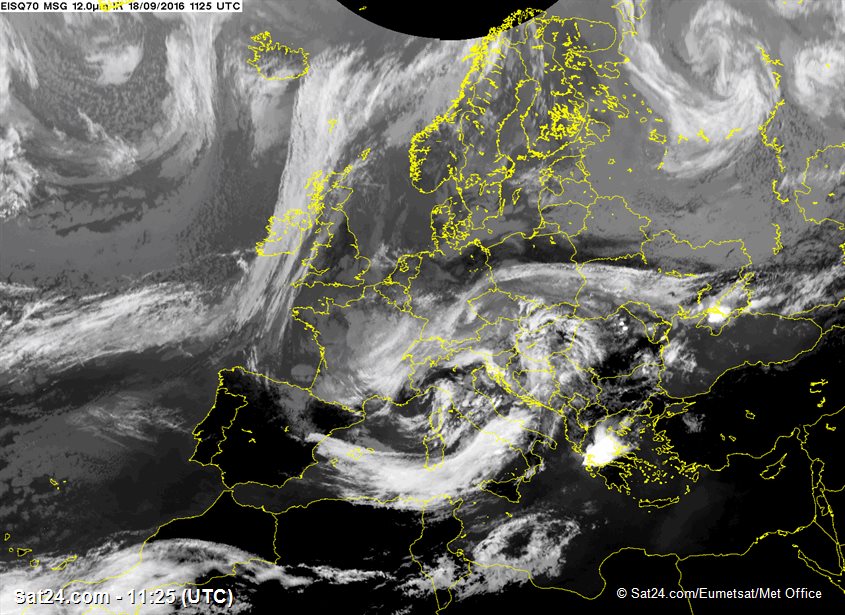 EISQ70 MSG 12.0µm IR 18/09/2016 1125 UTC
Sat24.com - 11:25 (UTC)
© Sat24.com/Eumetsat/Met Office